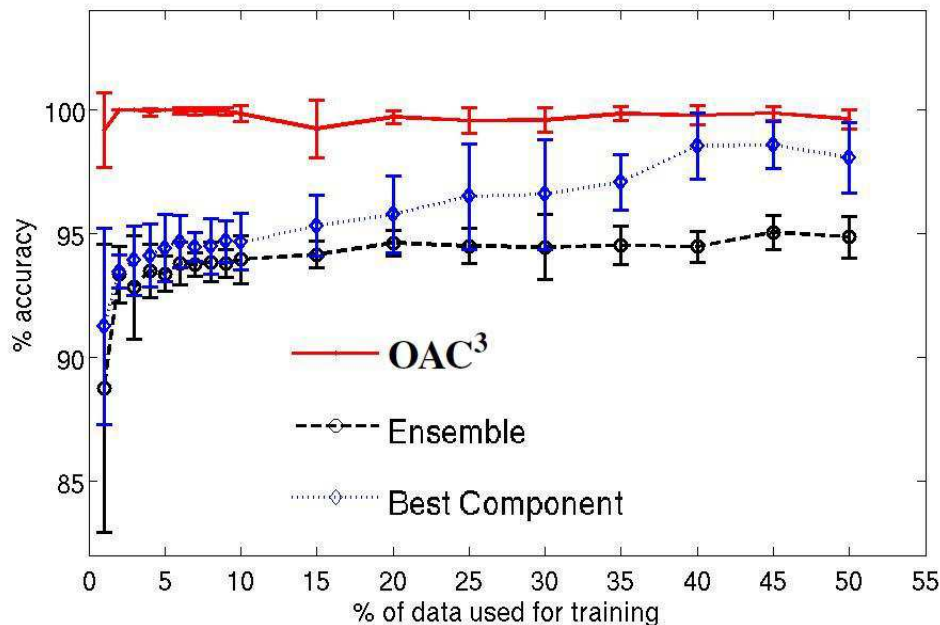 100
95
90
85
% accuracy
OAC³
Ensemble
Best Component
0 5 10 15 20 25 30 35 40 45 50 55
% of data used for training